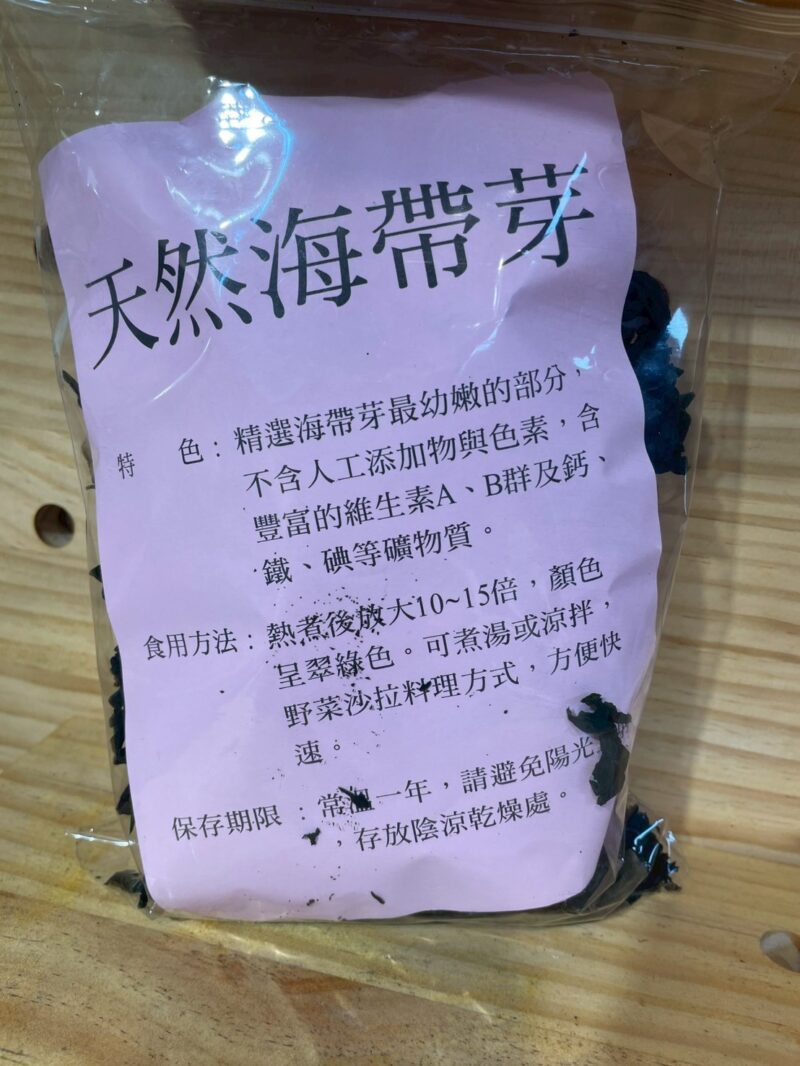 天然海帶芽
特　色：精選海帶芽最幼嫩的部分，
不含人工添加物與色素，含
豐富的維生素A、B群及鈣、
鐵、碘等礦物質。
食用方法：熱煮後放大10~15倍，顏色
呈翠綠色。可煮湯或涼拌，
野菜沙拉料理方式，方便快
速。
保存期限：常溫一年，請避免陽光
，存放陰涼乾燥處。